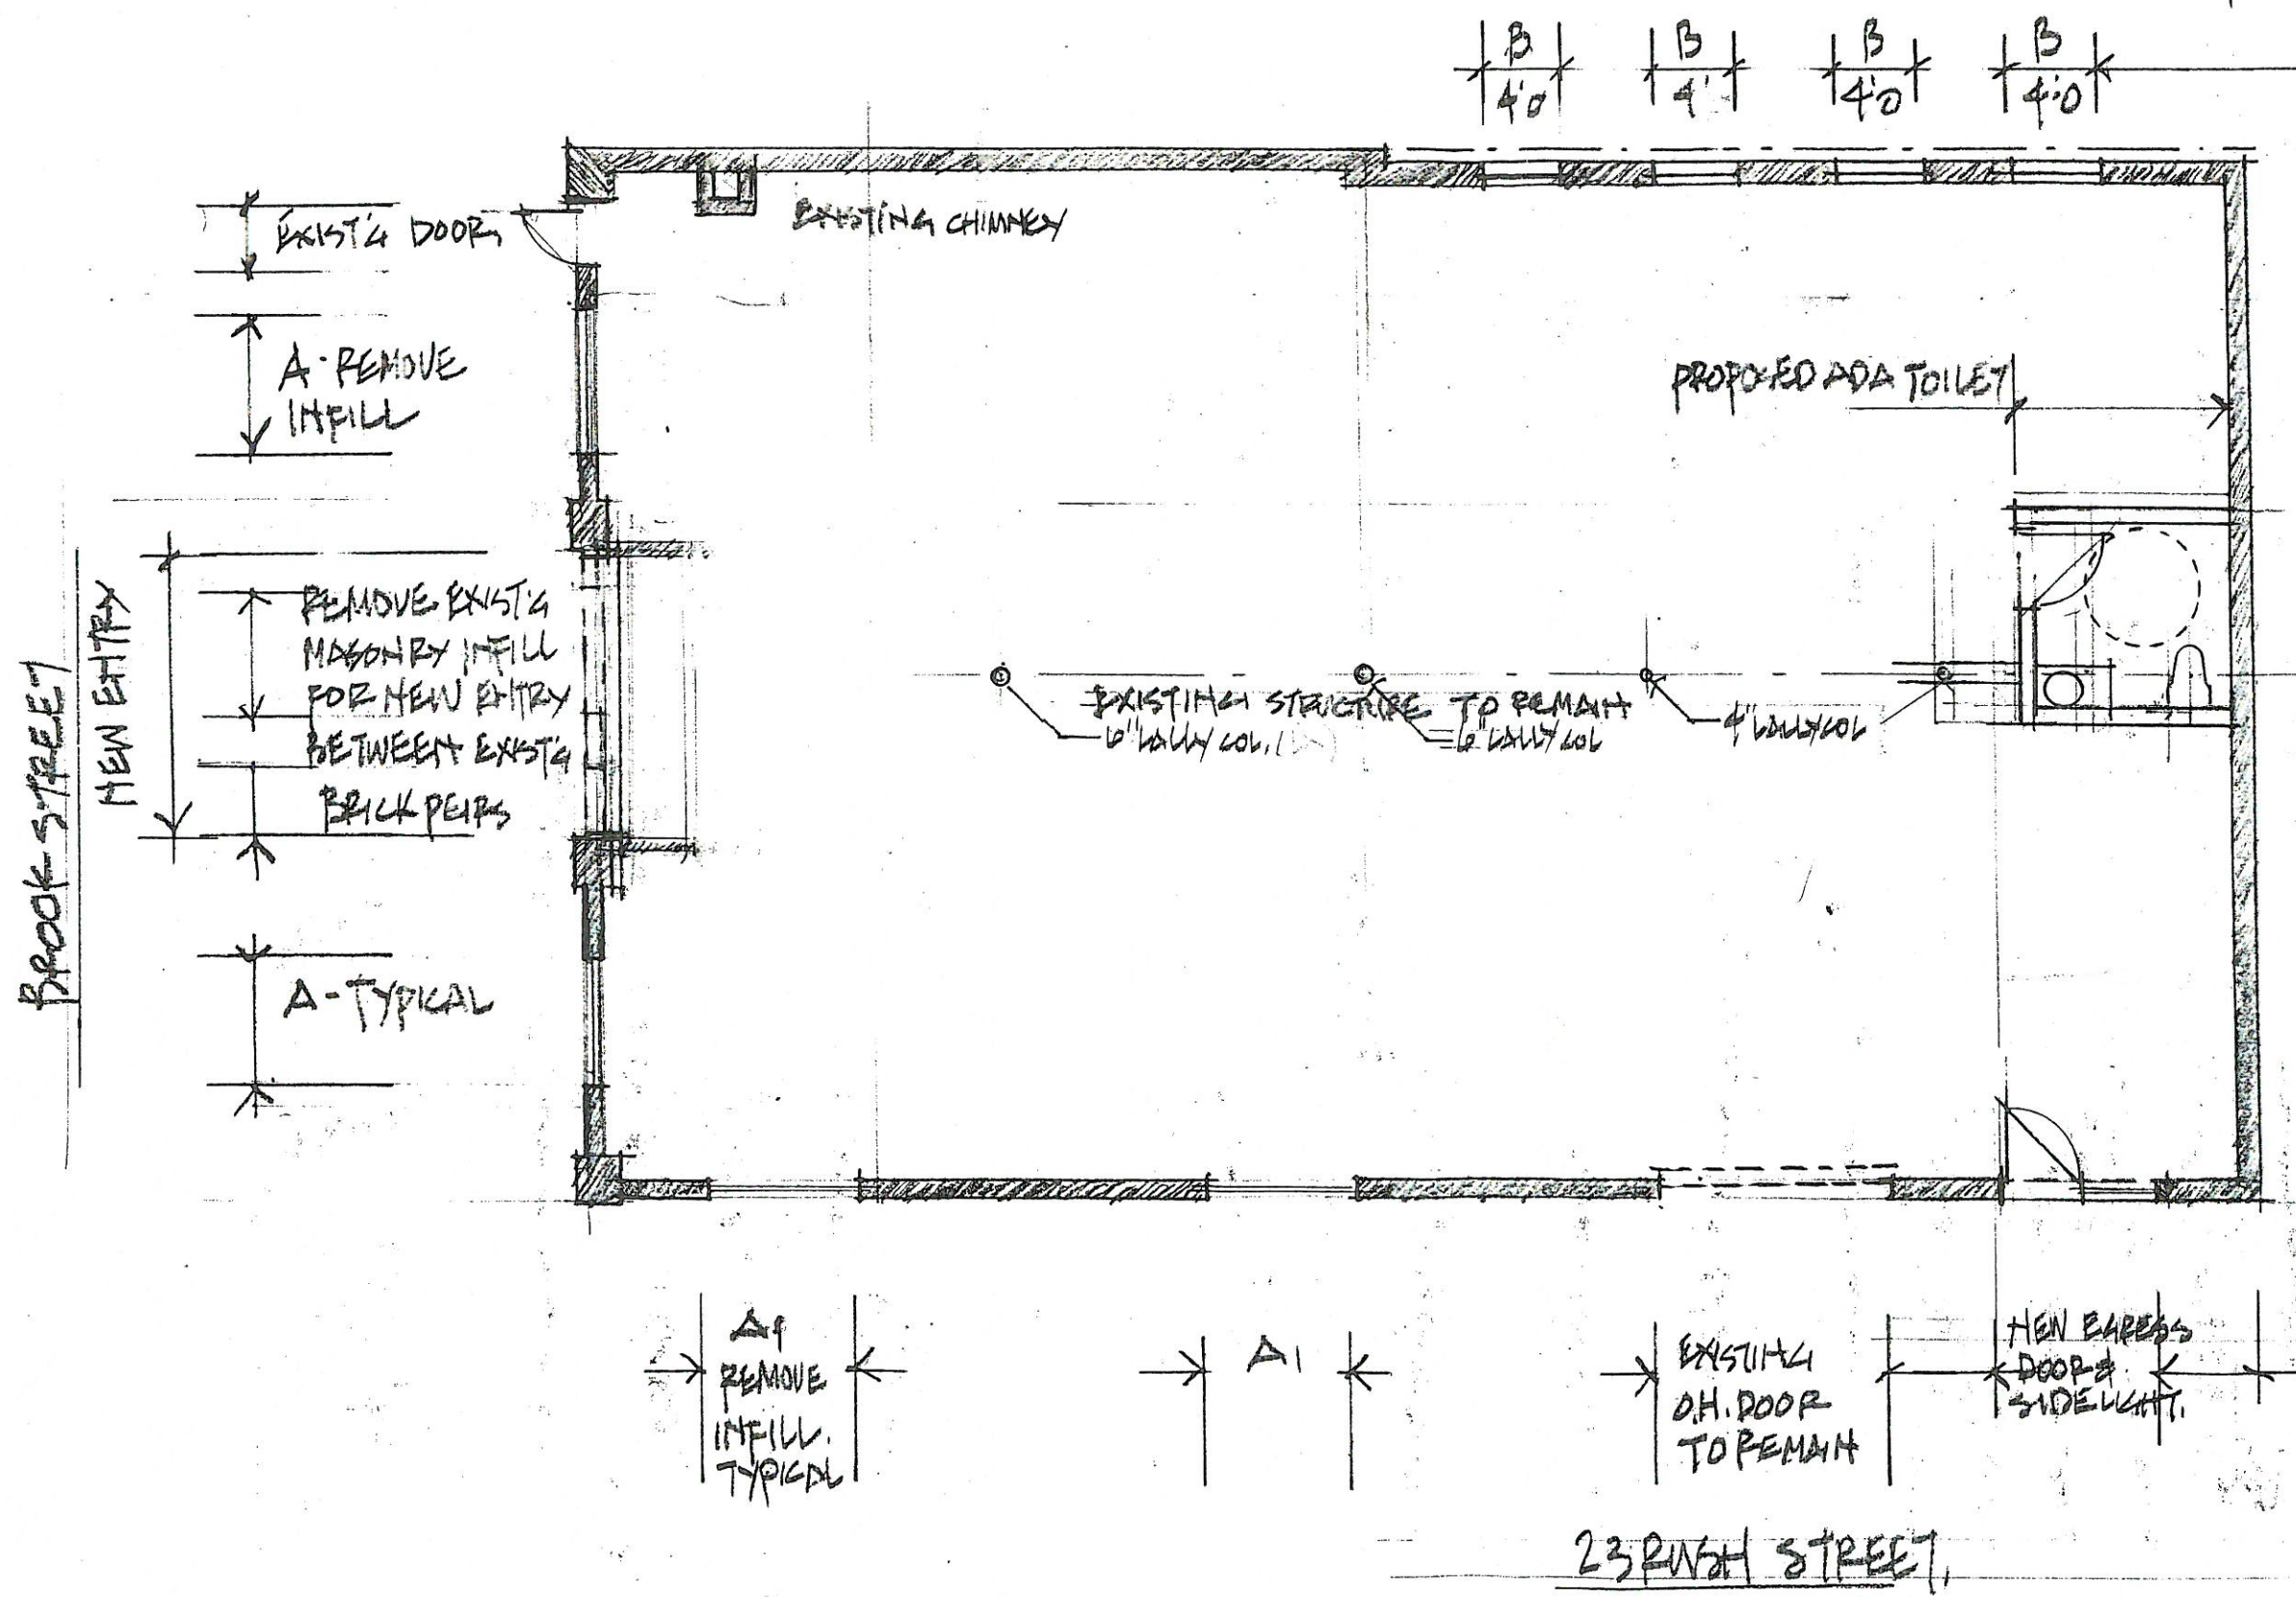 B B B B
4'0 4' 4'0 4'0
EXIST'G DOOR
EXISTING CHIMNEY
A - REMOVE
INFILL
PROPOSED ADA TOILET
BROOK STREET
NEW ENTRY
REMOVE EXIST'G
MASONRY INFILL
FOR NEW ENTRY
BETWEEN EXIST'G
BRICK PEIRS
EXISTING STRUCTURE TO REMAIN
6" LALLY COL.
6" LALLY COL
4" LALLY COL
A - TYPICAL
A1
REMOVE
INFILL.
TYPICAL
A1
EXISTING
O.H. DOOR
TO REMAIN
NEW EGRESS
DOOR &
SIDELIGHT.
23 RUSH STREET.